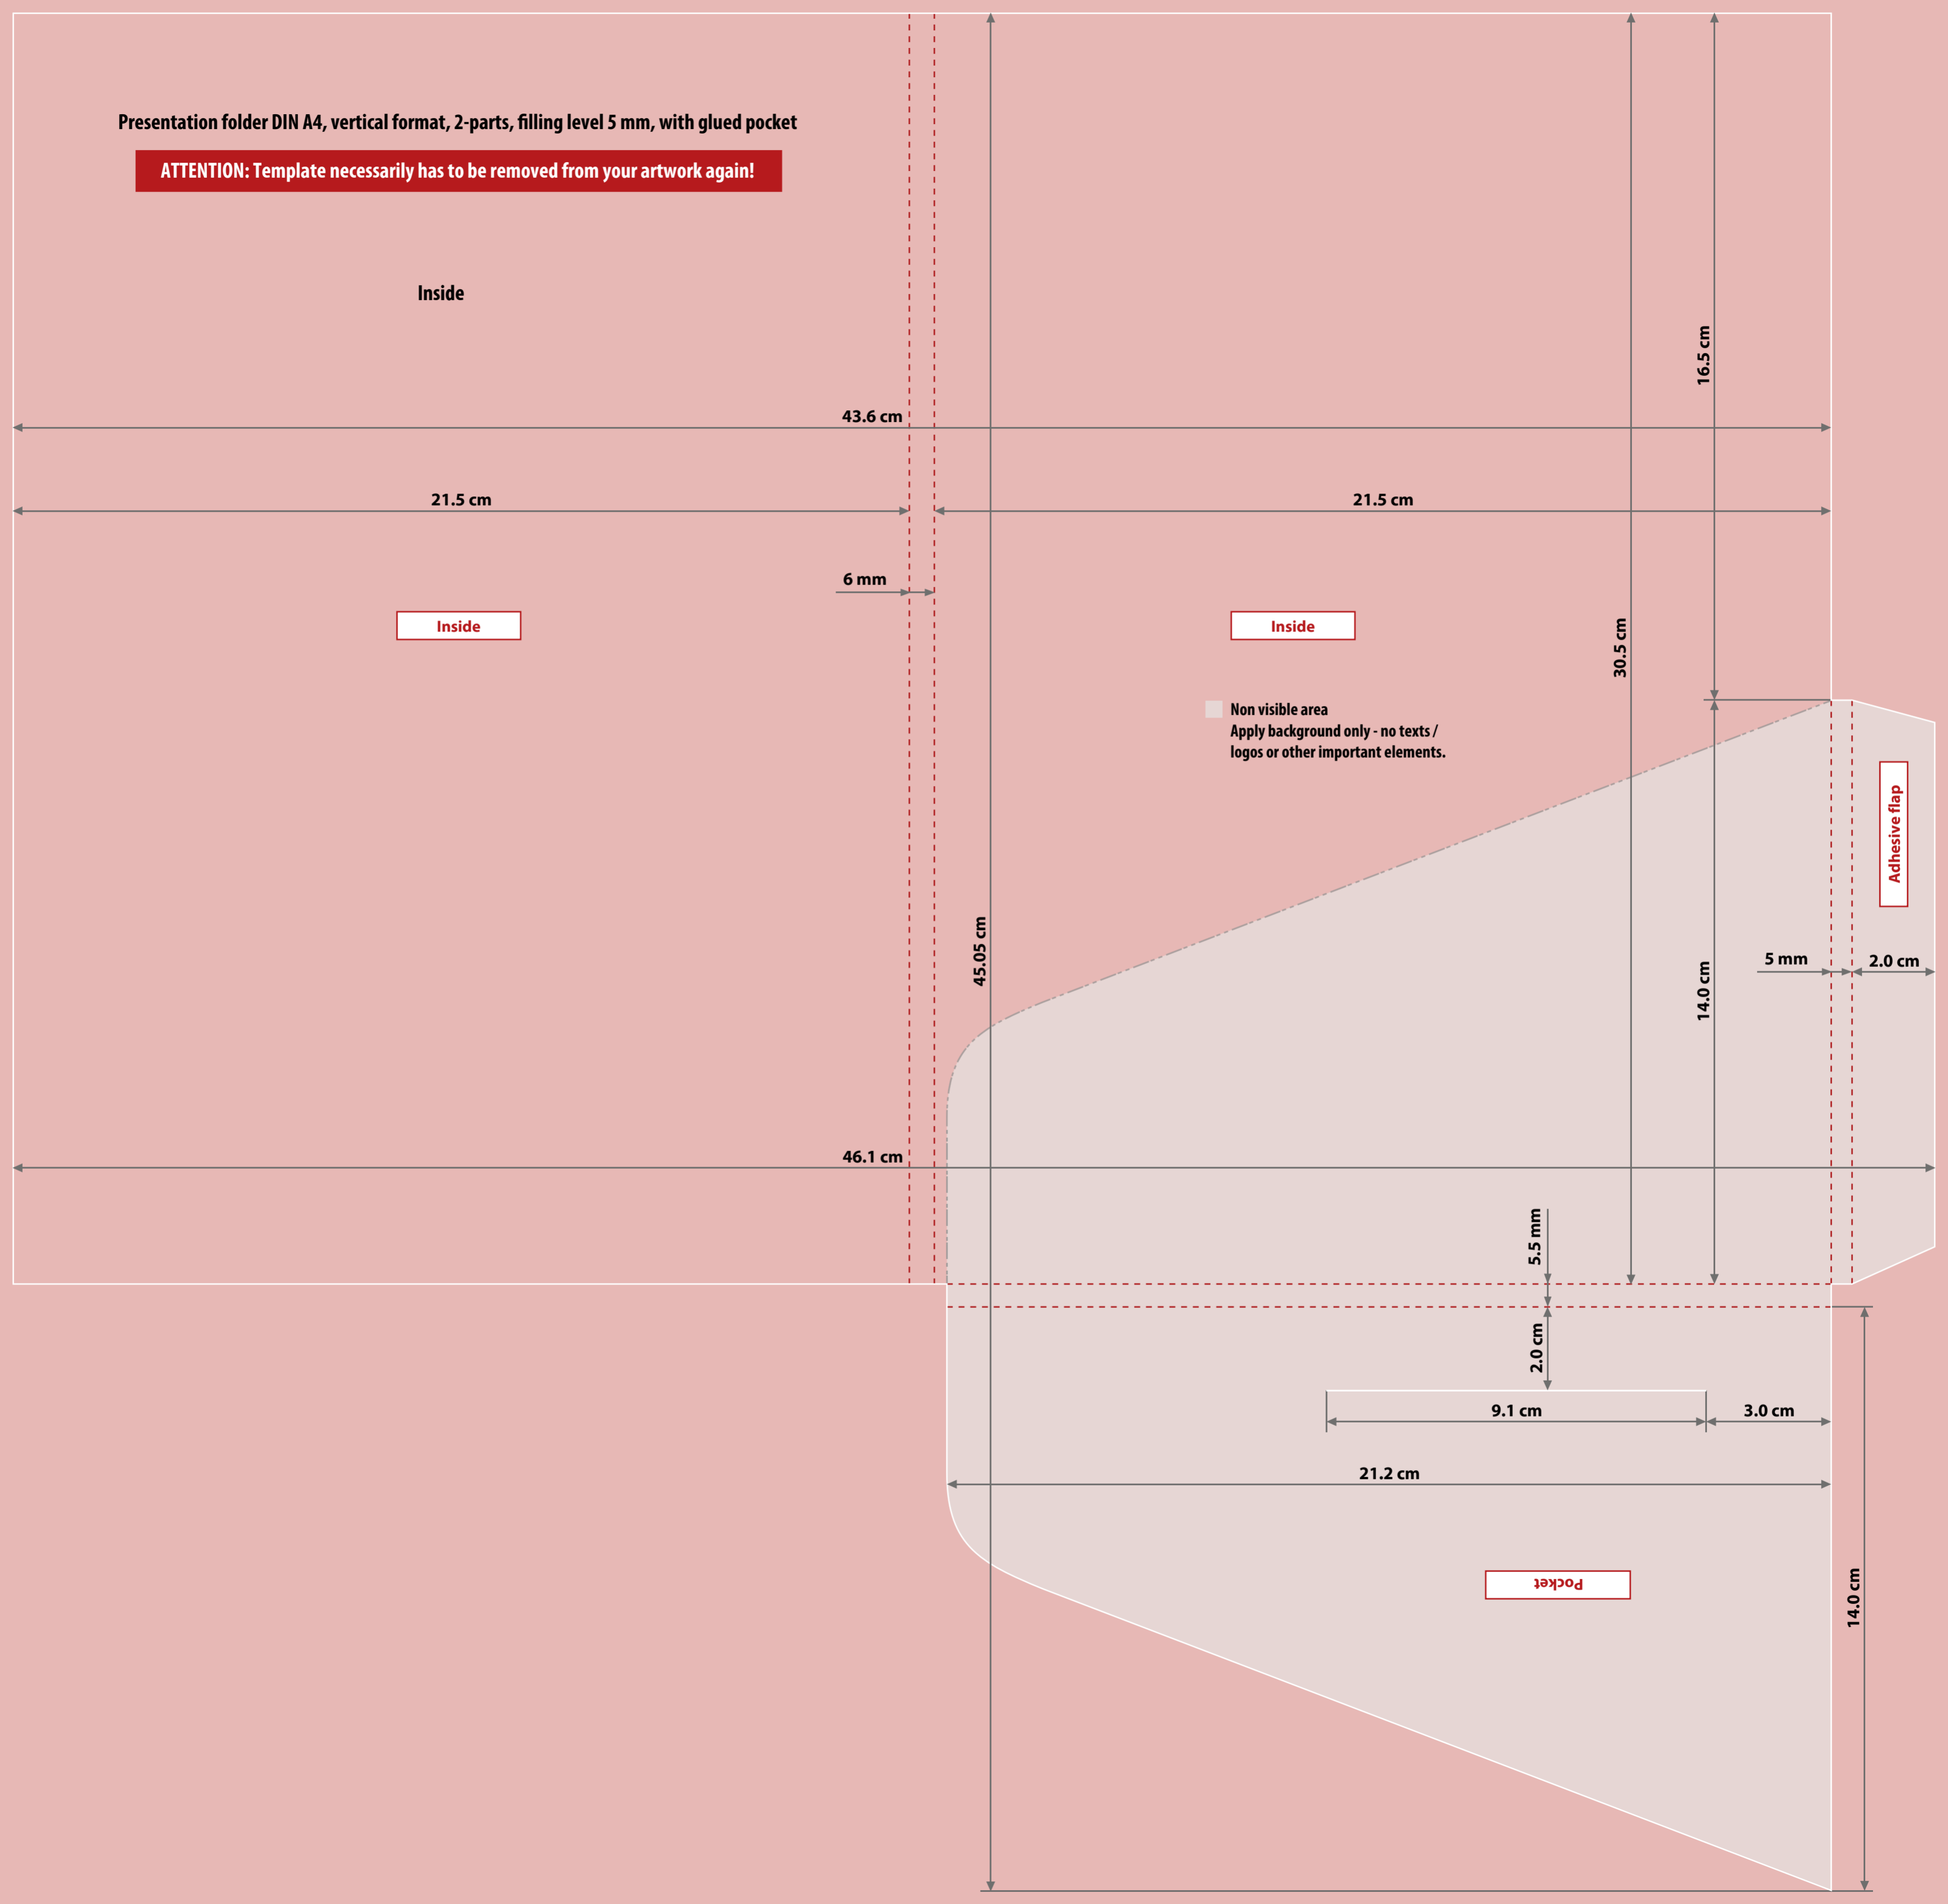 Presentation folder DIN A4, vertical format, 2-parts, filling level 5 mm, with glued pocket
ATTENTION: Template necessarily has to be removed from your artwork again!
Inside
16.5 cm
43.6 cm
21.5 cm
21.5 cm
6 mm
Inside
Inside
30.5 cm
Non visible area
Apply background only - no texts /
logos or other important elements.
Adhesive flap
45.05 cm
14.0 cm
5 mm
2.0 cm
46.1 cm
5.5 mm
2.0 cm
9.1 cm
3.0 cm
21.2 cm
Pocket
14.0 cm